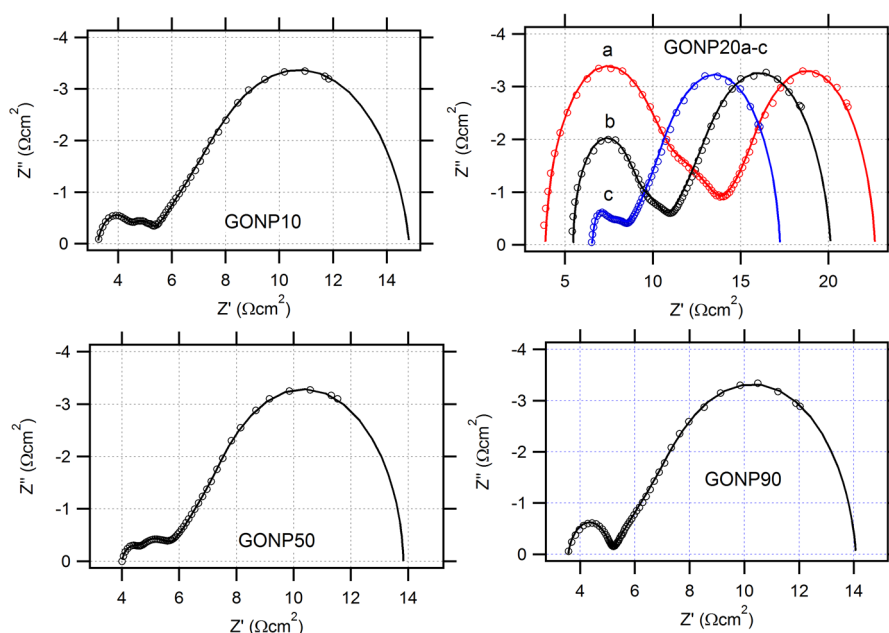 -4
-3
-2
-1
0
Z" (Ωcm²)
GONP10
4 6 8 10 12 14
Z' (Ωcm²)
-4
-3
-2
-1
0
Z" (Ωcm²)
GONP20a-c
a
b
c
5 10 15 20
Z' (Ωcm²)
-4
-3
-2
-1
0
Z" (Ωcm²)
GONP50
4 6 8 10 12 14
Z' (Ωcm²)
-4
-3
-2
-1
0
Z" (Ωcm²)
GONP90
4 6 8 10 12 14
Z' (Ωcm²)